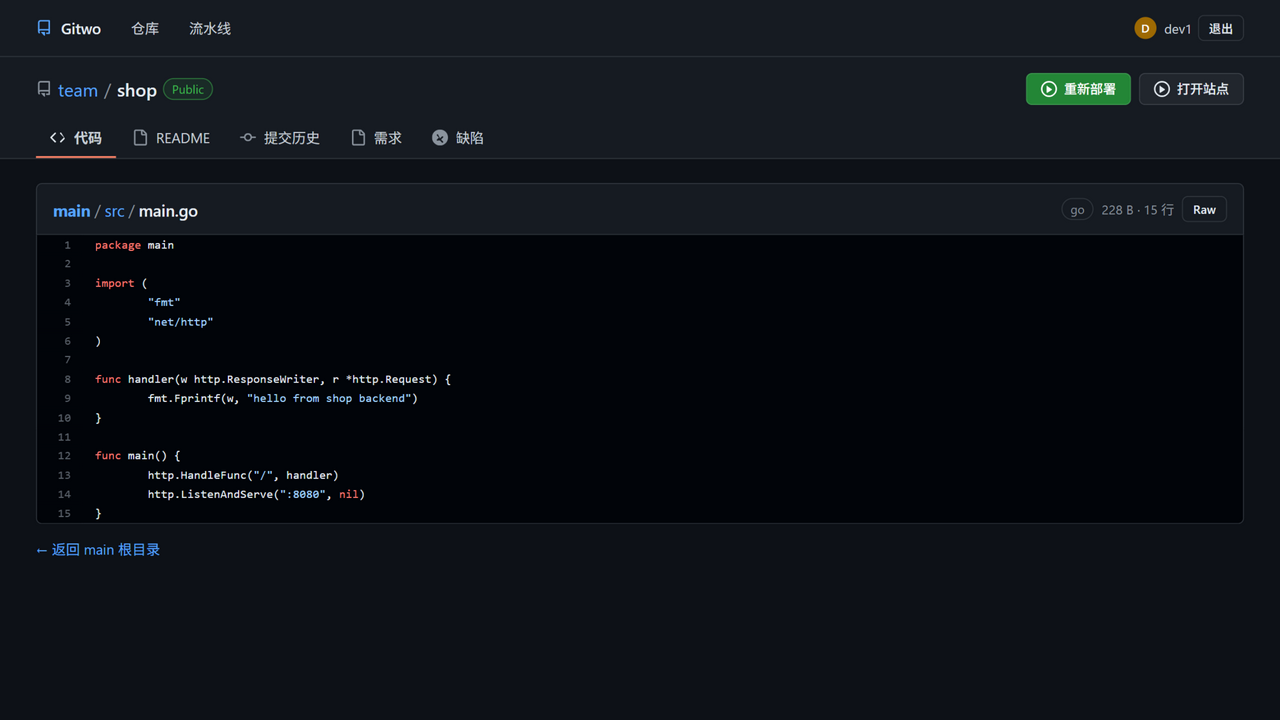 Gitwo 仓库 流水线 D dev1 退出
team / shop Public 重新部署 打开站点
代码 README 提交历史 需求 缺陷
main / src / main.go go 228 B · 15 行 Raw
1 package main
2
3 import (
4 "fmt"
5 "net/http"
6 )
7
8 func handler(w http.ResponseWriter, r *http.Request) {
9 fmt.Fprintf(w, "hello from shop backend")
10 }
11
12 func main() {
13 http.HandleFunc("/", handler)
14 http.ListenAndServe(":8080", nil)
15 }
← 返回 main 根目录